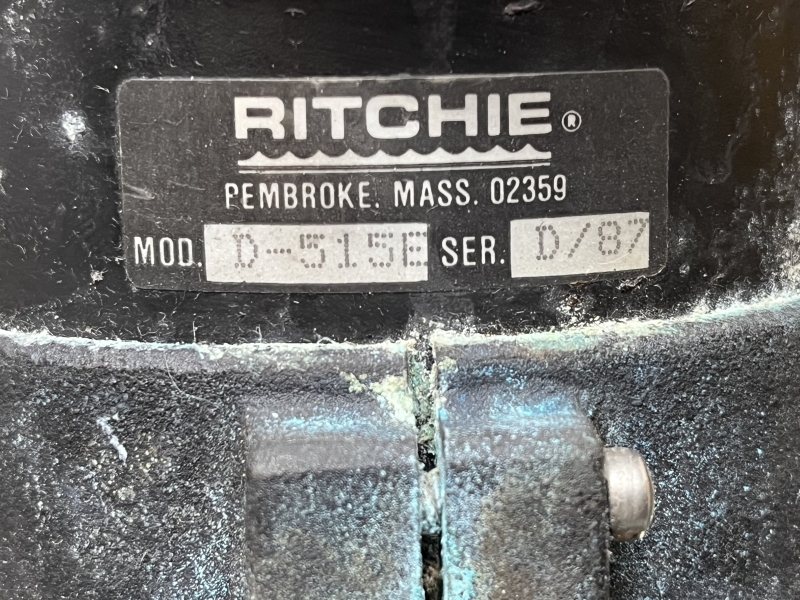 RITCHIE®
PEMBROKE. MASS. 02359
MOD. D-515E SER. D/87